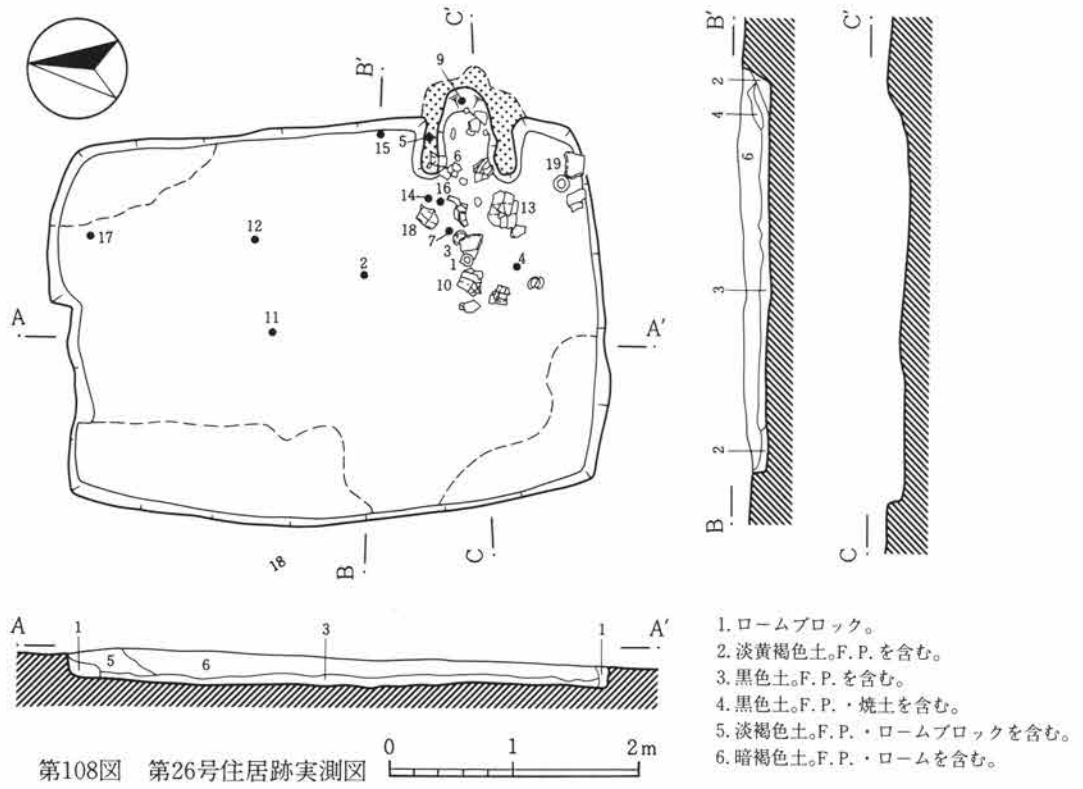 C′
B′
9
15
5
6
19
14
16
13
18
17
12
7
3
2
1
4
10
A
A′
11
18
B
C
B′
2
4
6
3
2
B
C′
C
A
1
3
1
A′
5
6
1.ロームブロック。
2.淡黄褐色土。F.P.を含む。
3.黒色土。F.P.を含む。
4.黒色土。F.P.・焼土を含む。
5.淡褐色土。F.P.・ロームブロックを含む。
6.暗褐色土。F.P.・ロームを含む。
0 1 2m
第108図 第26号住居跡実測図